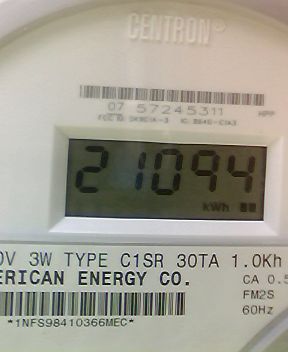 CENTRON®
07 57245311
HPP
21094
kWh
0V 3W TYPE C1SR 30TA 1.0Kh
ERICAN ENERGY CO.
CA 0.5
FM2S
60Hz
*1NFS98410366MEC*